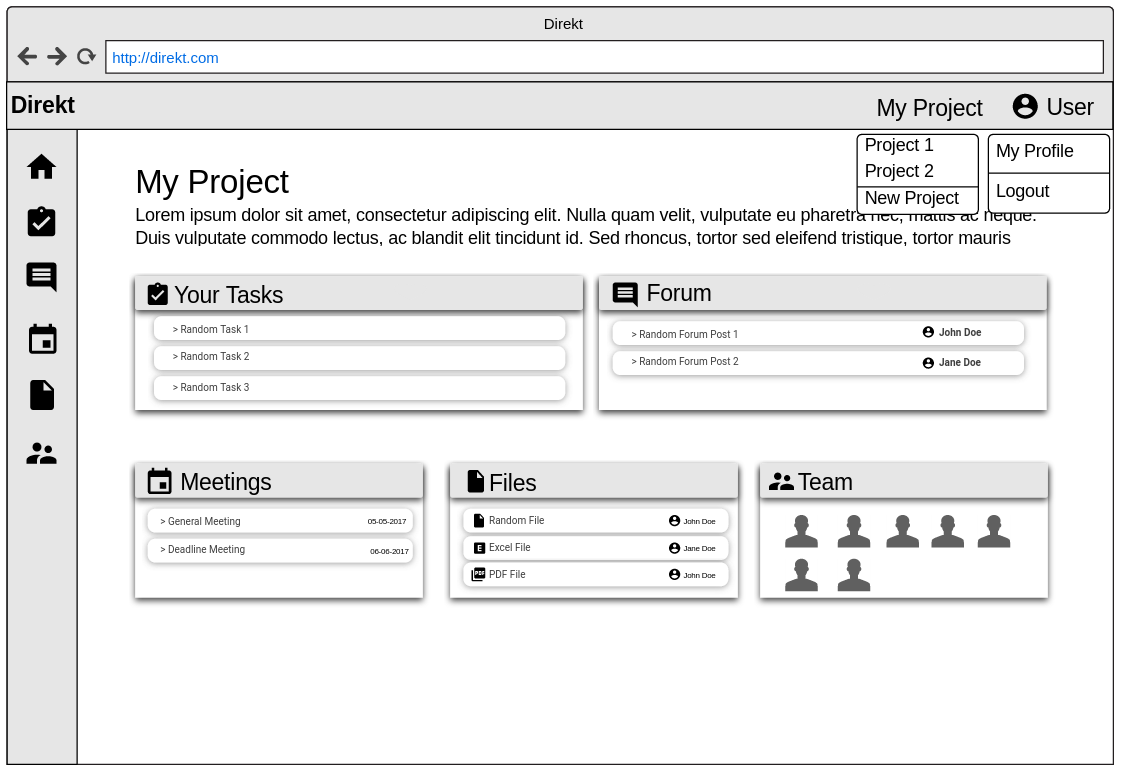 Direkt
http://direkt.com
Direkt
My Project
User
Project 1
Project 2
New Project
My Profile
Logout
My Project
Lorem ipsum dolor sit amet, consectetur adipiscing elit. Nulla quam velit, vulputate eu pharetra nec, mattis ac neque.
Duis vulputate commodo lectus, ac blandit elit tincidunt id. Sed rhoncus, tortor sed eleifend tristique, tortor mauris
Your Tasks
> Random Task 1
> Random Task 2
> Random Task 3
Forum
> Random Forum Post 1 John Doe
> Random Forum Post 2 Jane Doe
Meetings
> General Meeting 05-05-2017
> Deadline Meeting 06-06-2017
Files
Random File John Doe
E Excel File Jane Doe
PDF PDF File John Doe
Team